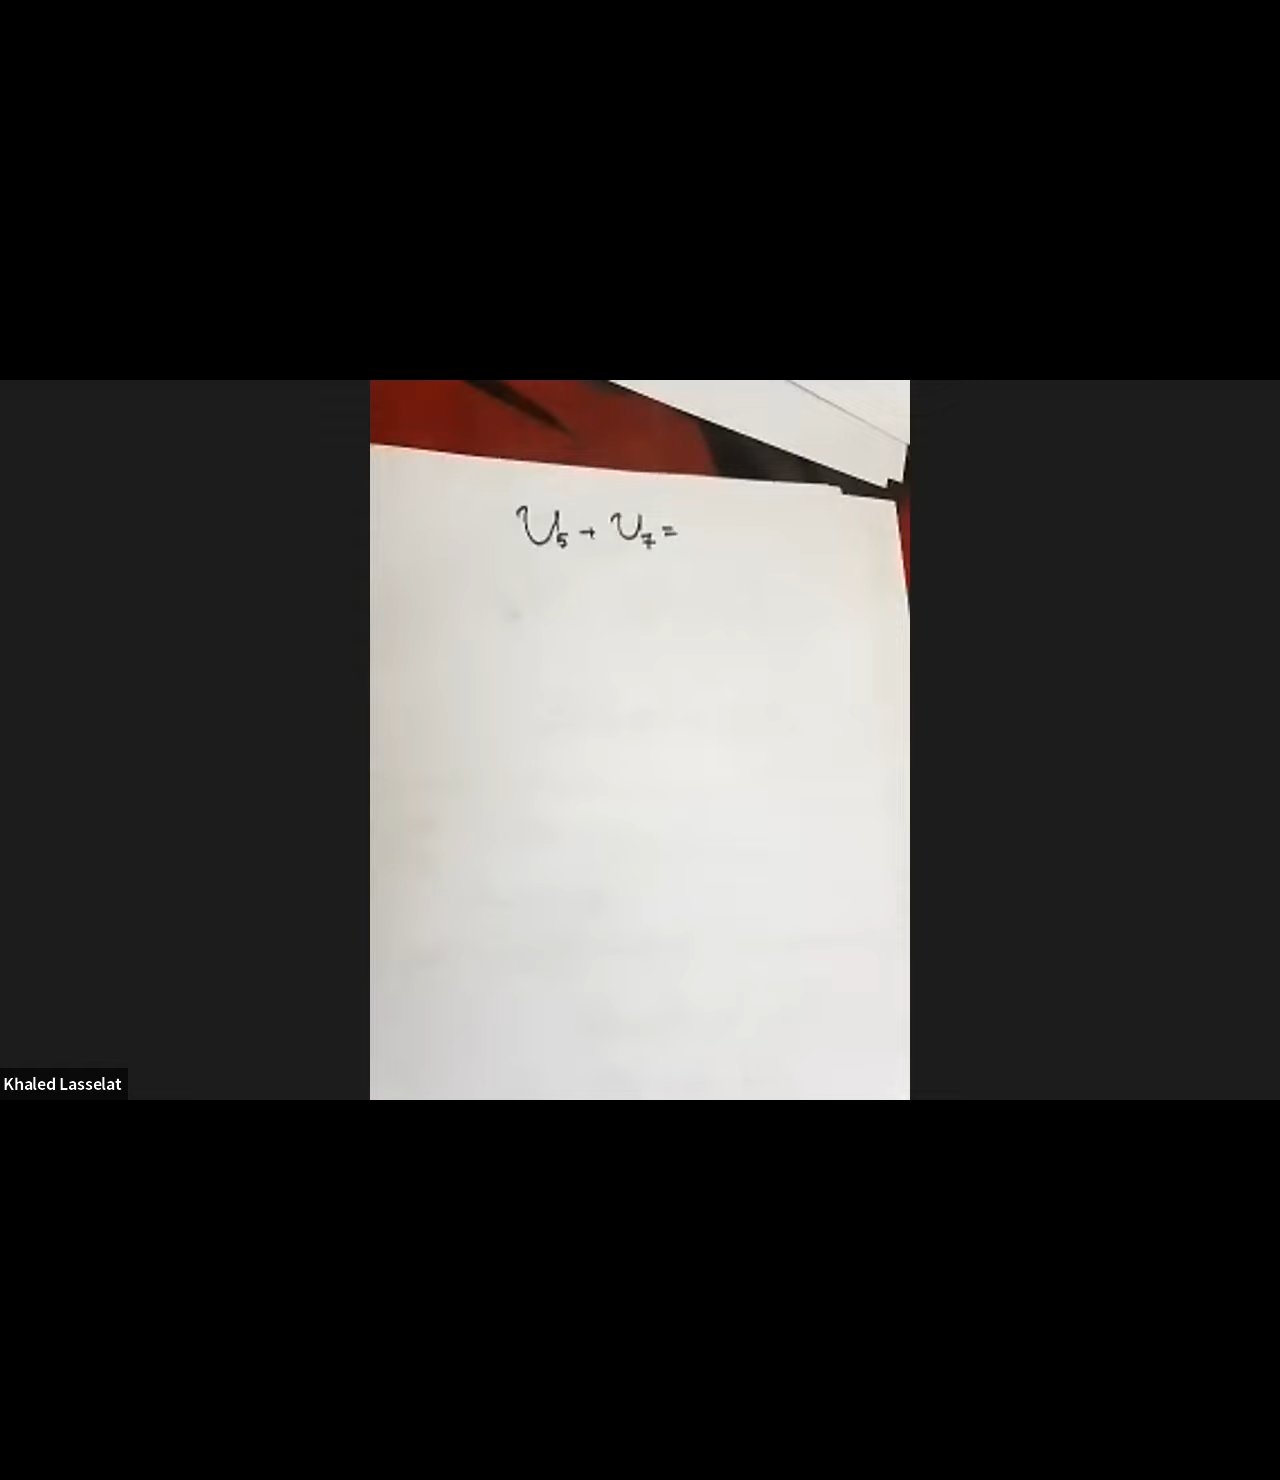 U₅ + U₇ =
Khaled Lasselat